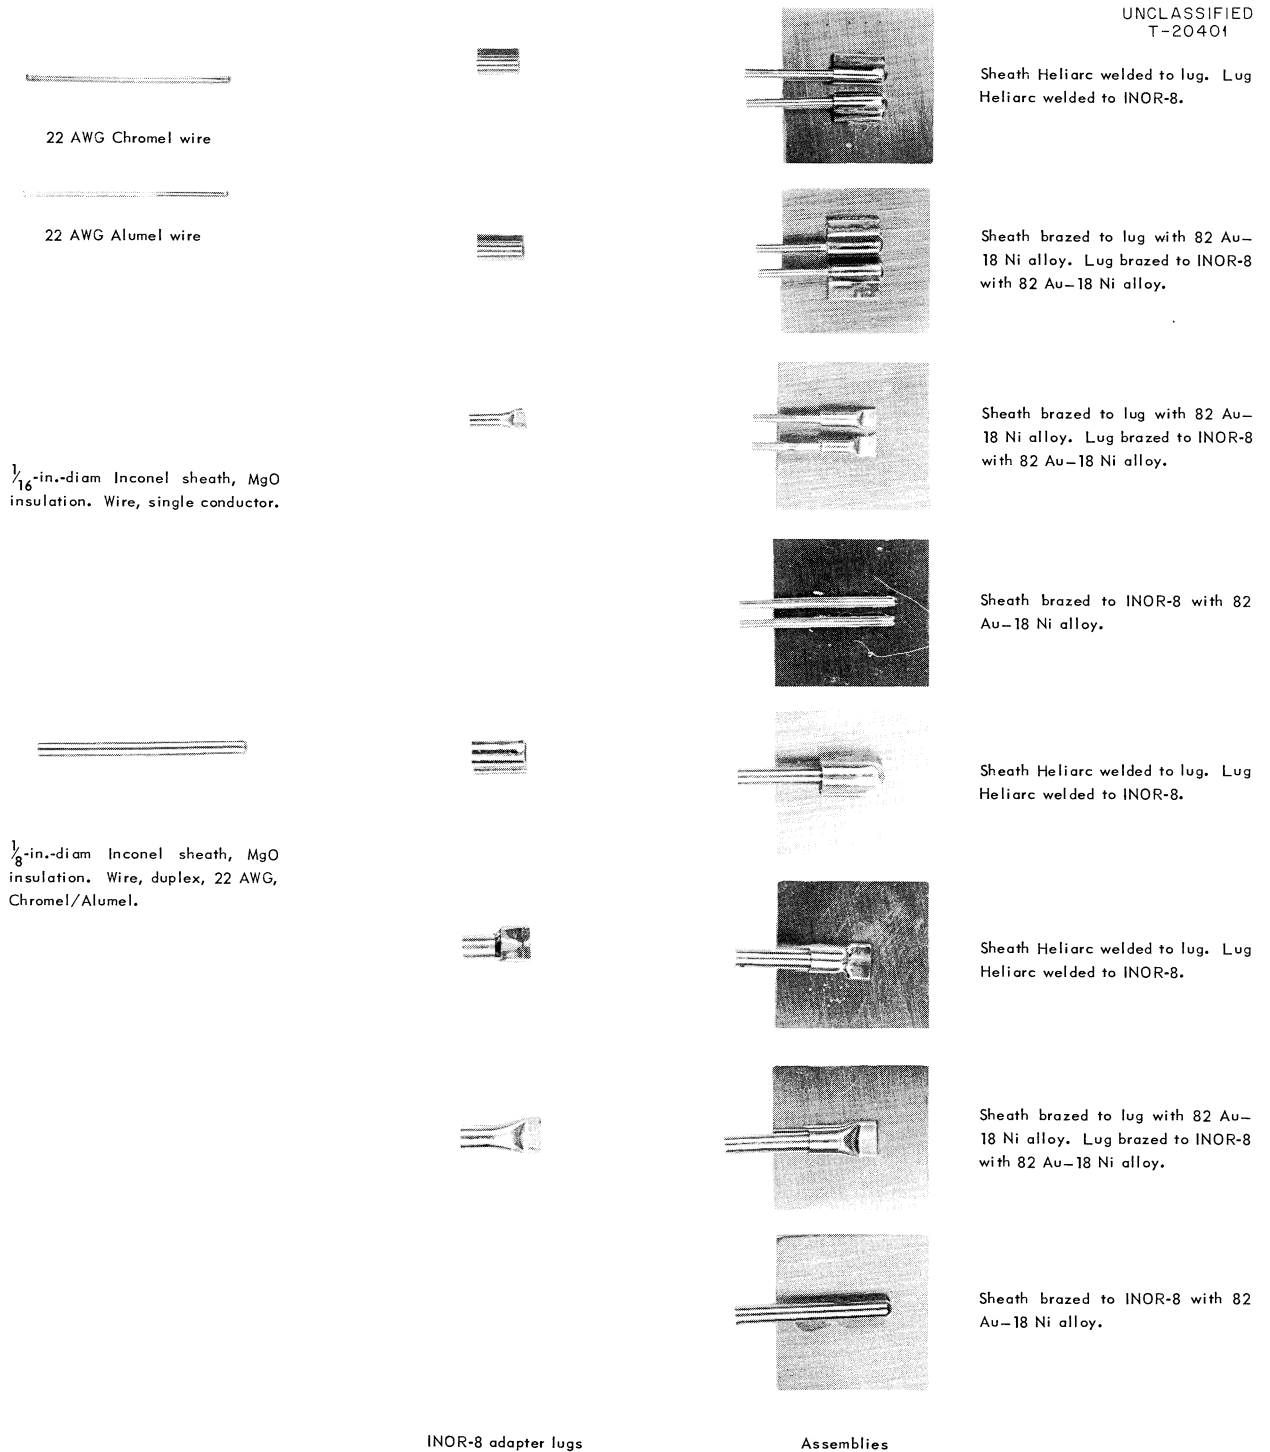 UNCLASSIFIED
T-20401
Sheath Heliarc welded to lug. Lug
Heliarc welded to INOR-8.
22 AWG Chromel wire
22 AWG Alumel wire
Sheath brazed to lug with 82 Au–
18 Ni alloy. Lug brazed to INOR-8
with 82 Au–18 Ni alloy.
Sheath brazed to lug with 82 Au–
18 Ni alloy. Lug brazed to INOR-8
with 82 Au–18 Ni alloy.
1/16-in.-diam Inconel sheath, MgO
insulation. Wire, single conductor.
Sheath brazed to INOR-8 with 82
Au–18 Ni alloy.
Sheath Heliarc welded to lug. Lug
Heliarc welded to INOR-8.
1/8-in.-diam Inconel sheath, MgO
insulation. Wire, duplex, 22 AWG,
Chromel/Alumel.
Sheath Heliarc welded to lug. Lug
Heliarc welded to INOR-8.
Sheath brazed to lug with 82 Au–
18 Ni alloy. Lug brazed to INOR-8
with 82 Au–18 Ni alloy.
Sheath brazed to INOR-8 with 82
Au–18 Ni alloy.
INOR-8 adapter lugs
Assemblies